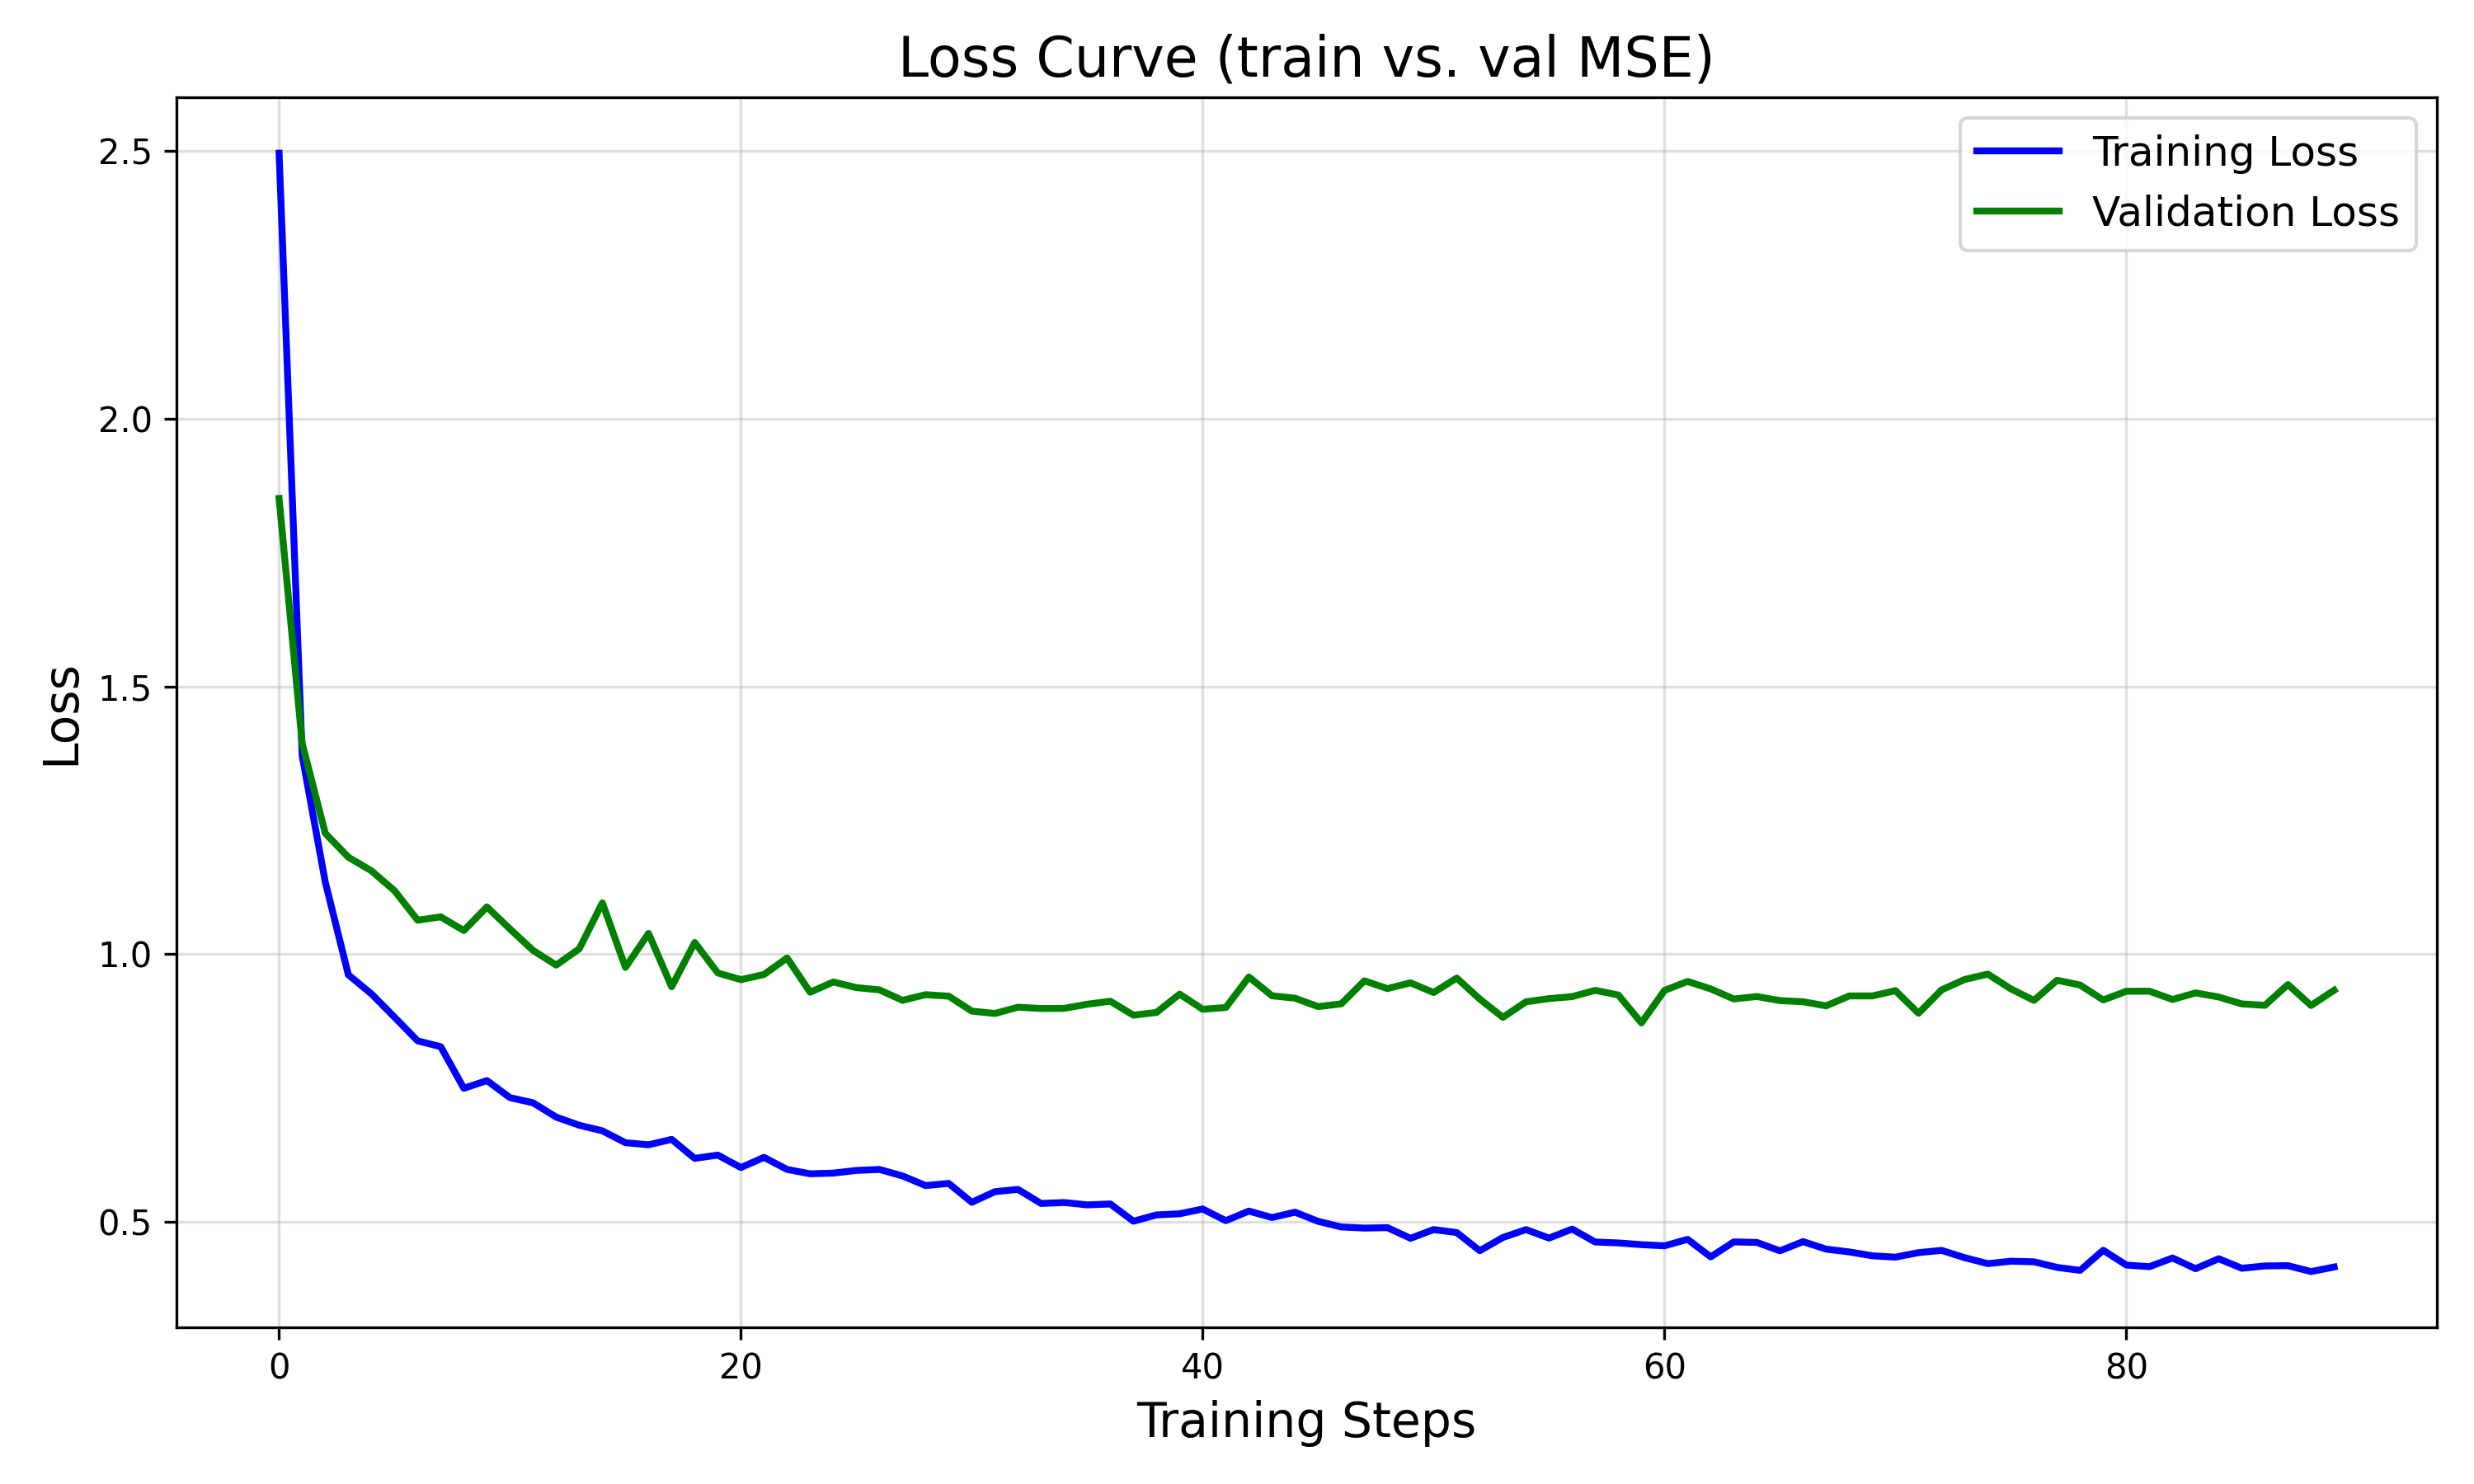 Loss Curve (train vs. val MSE)
Training Loss
Validation Loss
Loss
2.5
2.0
1.5
1.0
0.5
0 20 40 60 80
Training Steps